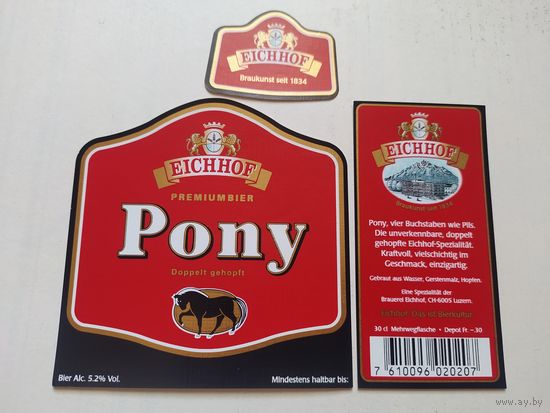 EICHHOF
Braukunst seit 1834
EICHHOF
PREMIUMBIER
Pony
Doppelt gehopft
Bier Alc. 5.2% Vol.
Mindestens haltbar bis:
EICHHOF
Braukunst seit 1834
Pony, vier Buchstaben wie Pils.
Die unverkennbare, doppelt
gehopfte Eichhof-Spezialität.
Kraftvoll, vielschichtig im
Geschmack, einzigartig.
Gebraut aus Wasser, Gerstenmalz, Hopfen.
Eine Spezialität der
Brauerei Eichhof, CH-6005 Luzern.
Eichhof. Das ist Bierkultur.
30 cl Mehrwegflasche • Depot Fr. –.30
7 610096 020207
www.ay.by